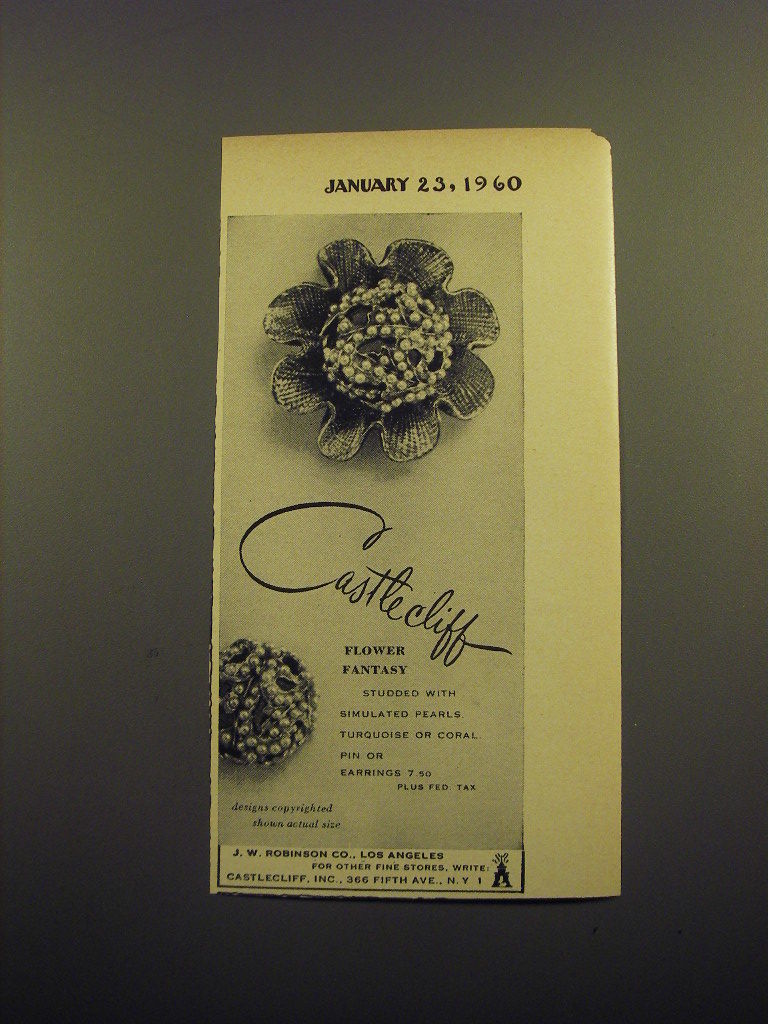 JANUARY 23, 1960
Castlecliff
FLOWER
FANTASY
STUDDED WITH
SIMULATED PEARLS.
TURQUOISE OR CORAL.
PIN OR
EARRINGS 7.50
PLUS FED. TAX
designs copyrighted
shown actual size
J. W. ROBINSON CO., LOS ANGELES
FOR OTHER FINE STORES, WRITE:
CASTLECLIFF, INC., 366 FIFTH AVE., N. Y 1